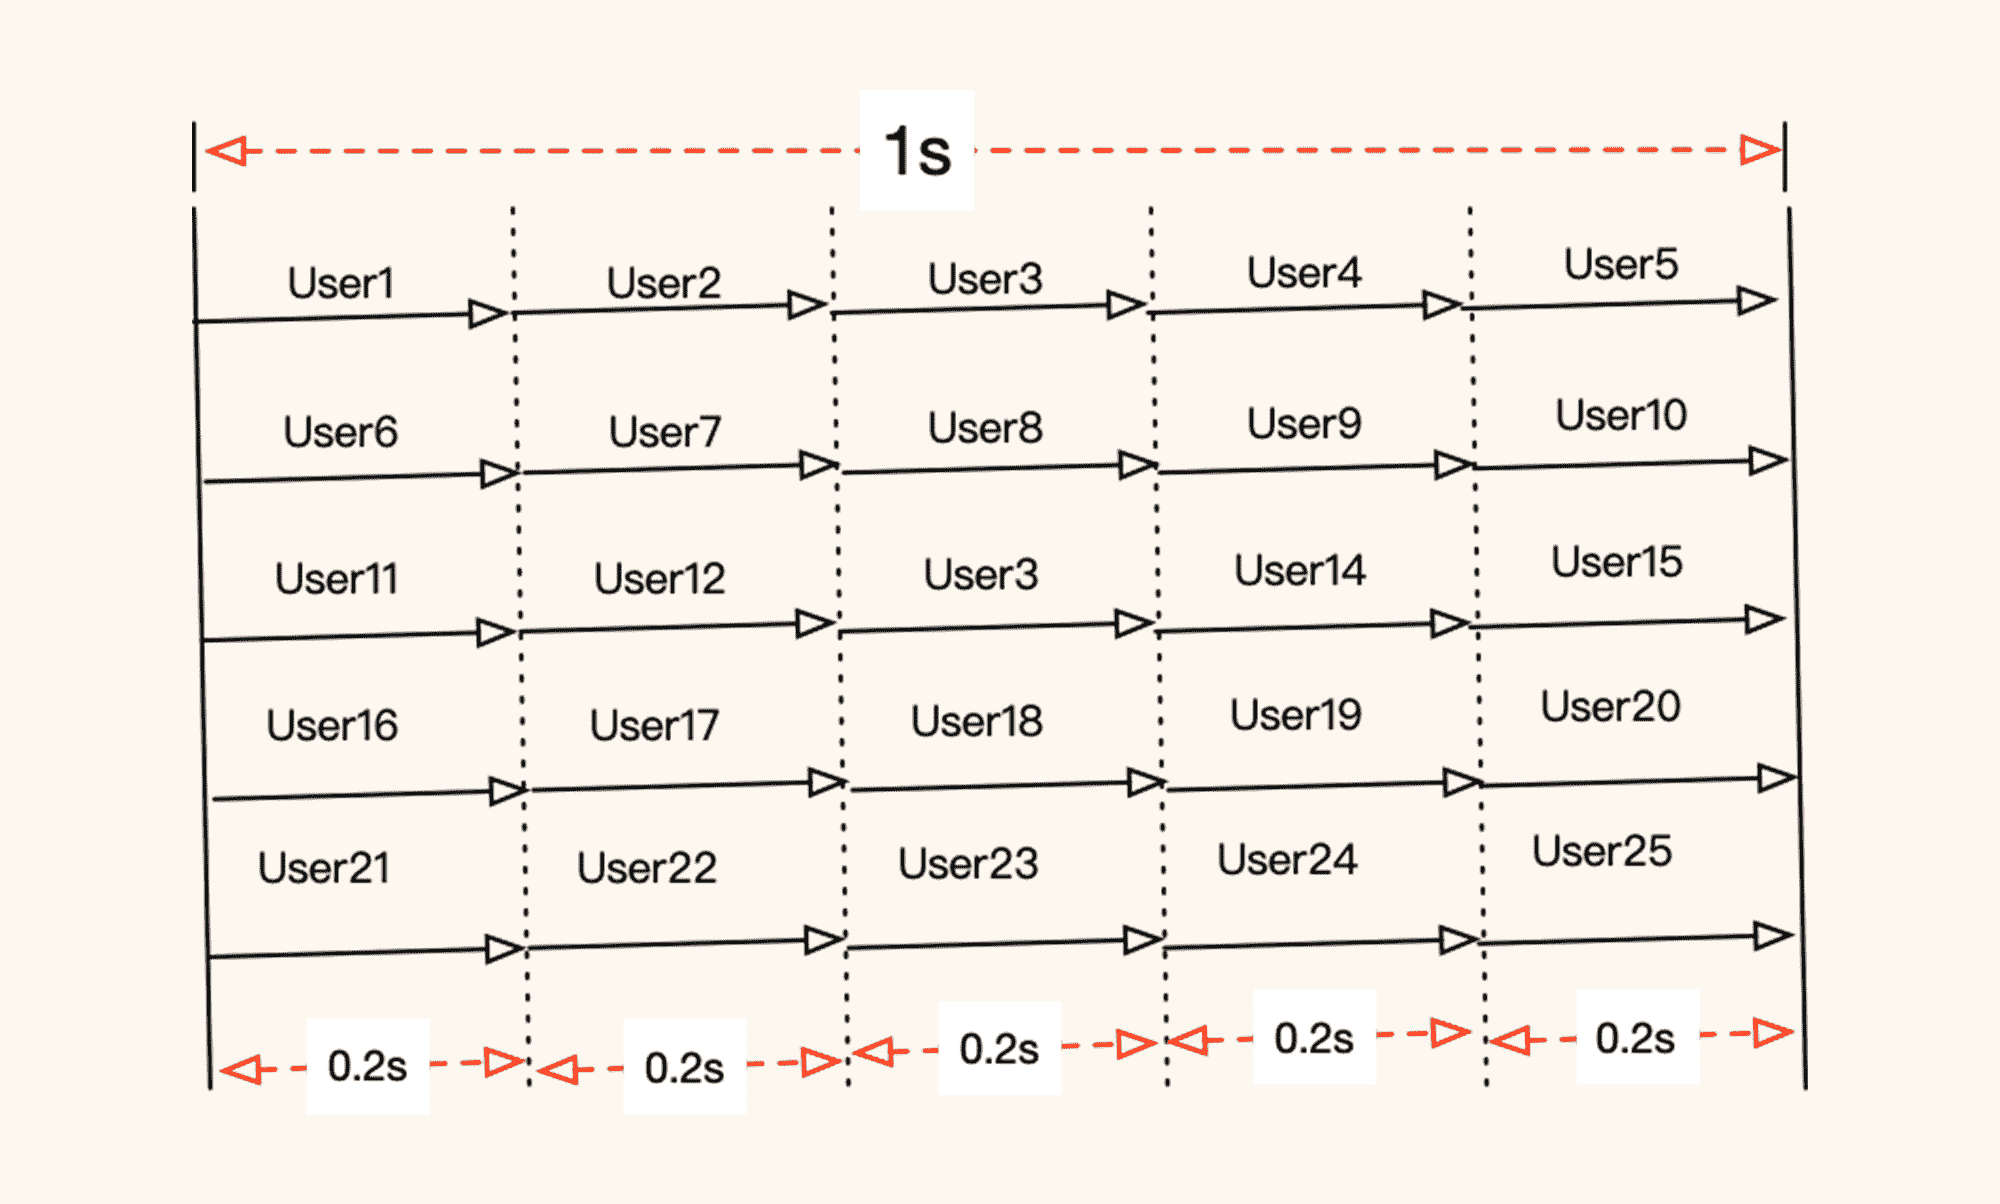 1s
User1 User2 User3 User4 User5
User6 User7 User8 User9 User10
User11 User12 User3 User14 User15
User16 User17 User18 User19 User20
User21 User22 User23 User24 User25
0.2s 0.2s 0.2s 0.2s 0.2s